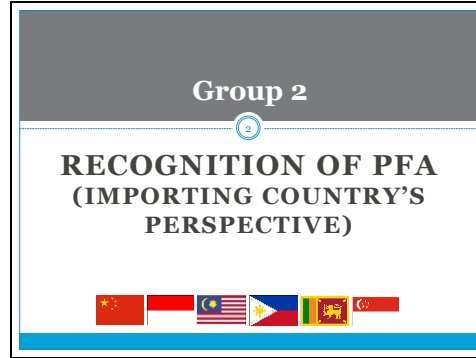 Group 2
2
RECOGNITION OF PFA
(IMPORTING COUNTRY'S
PERSPECTIVE)